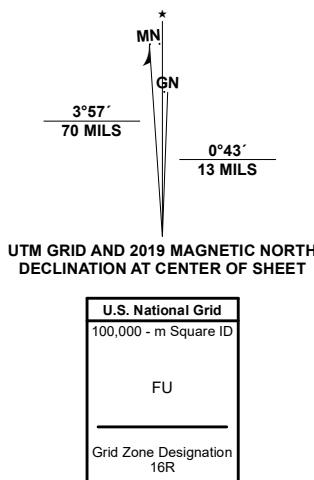 ★
MN
GN
3°57´
70 MILS
0°43´
13 MILS
UTM GRID AND 2019 MAGNETIC NORTH
DECLINATION AT CENTER OF SHEET
U.S. National Grid
100,000 - m Square ID
FU
Grid Zone Designation
16R